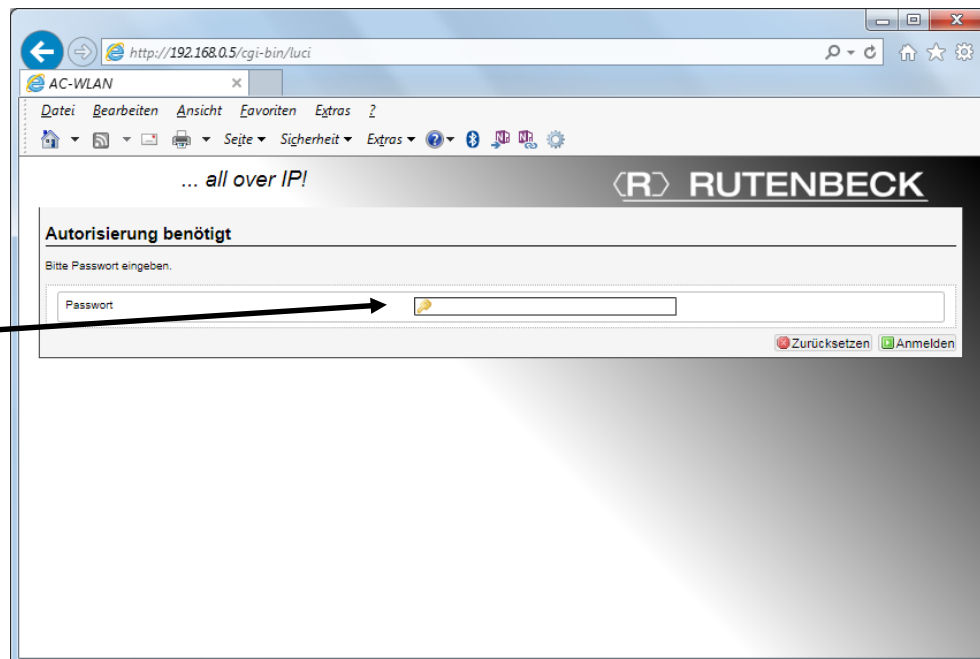 http://192.168.0.5/cgi-bin/luci
AC-WLAN
Datei Bearbeiten Ansicht Favoriten Extras ?
Seite Sicherheit Extras
... all over IP!
R RUTENBECK
Autorisierung benötigt
Bitte Passwort eingeben.
Passwort
Zurücksetzen Anmelden